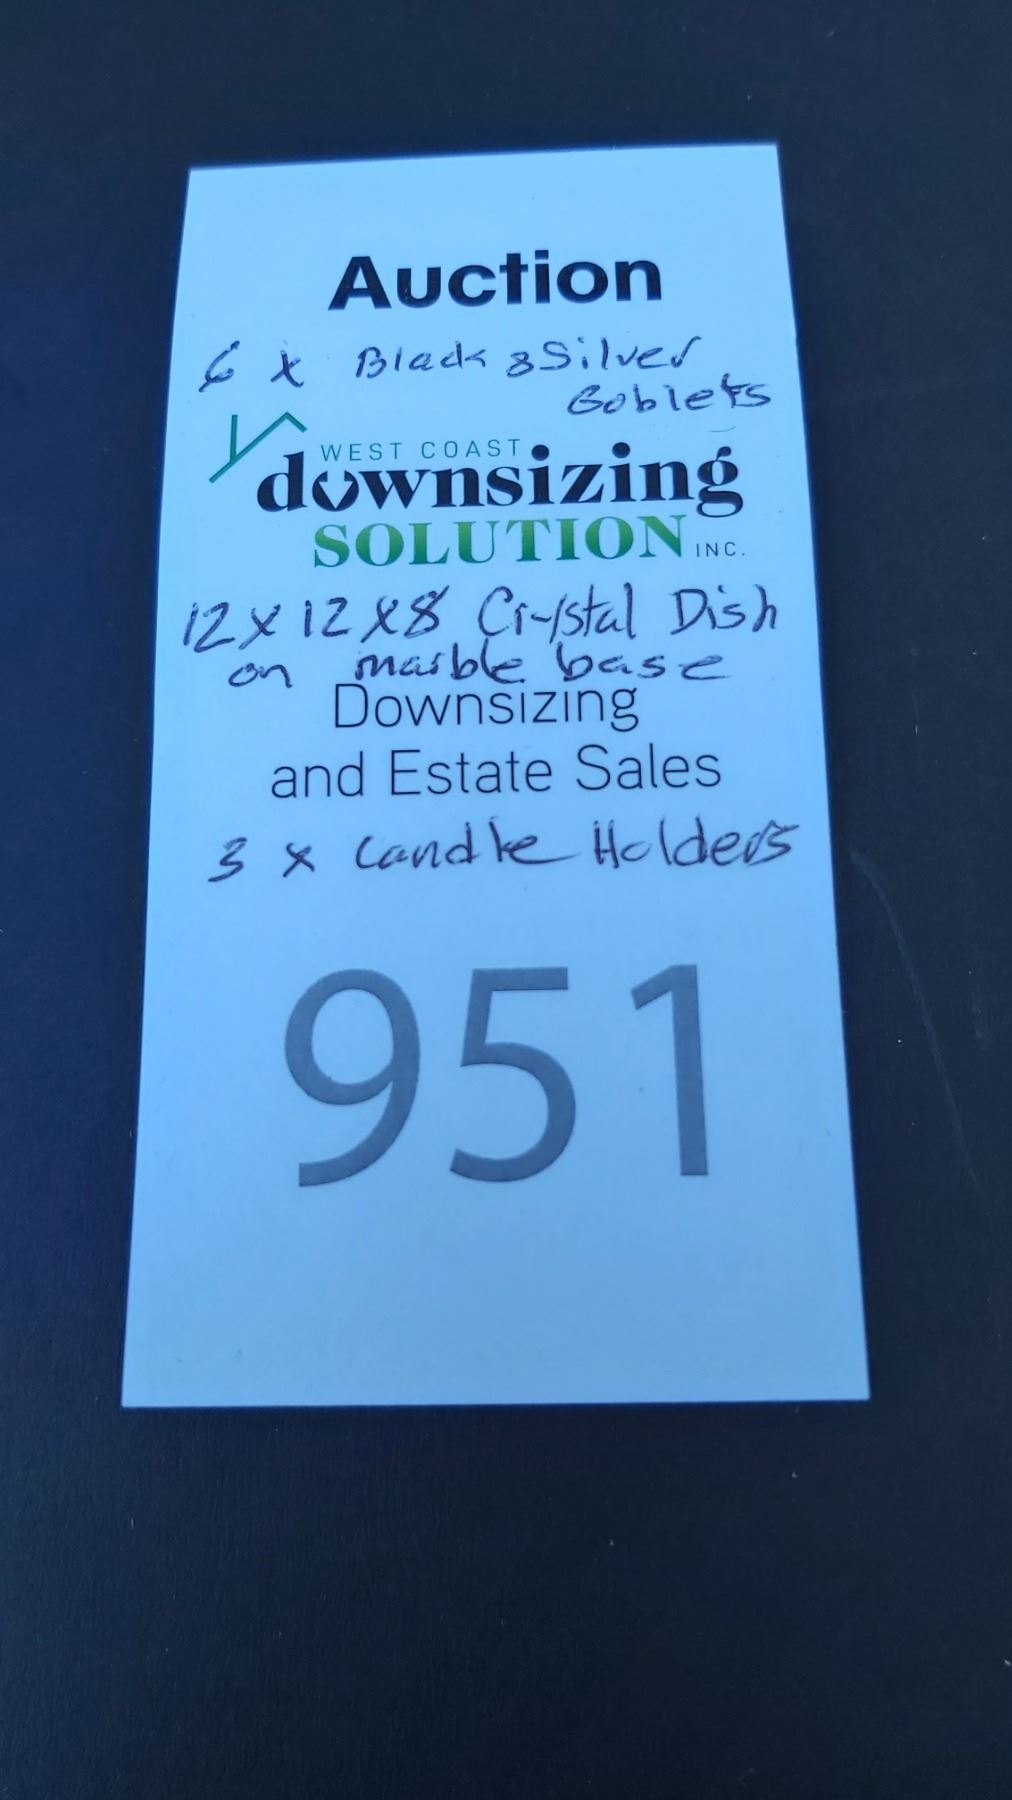 Auction
6 x Black & Silver
Goblets
WEST COAST
downsizing
SOLUTION INC.
12 x 12 x 8 Crystal Dish
on marble base
Downsizing
and Estate Sales
3 x Candle Holders
951